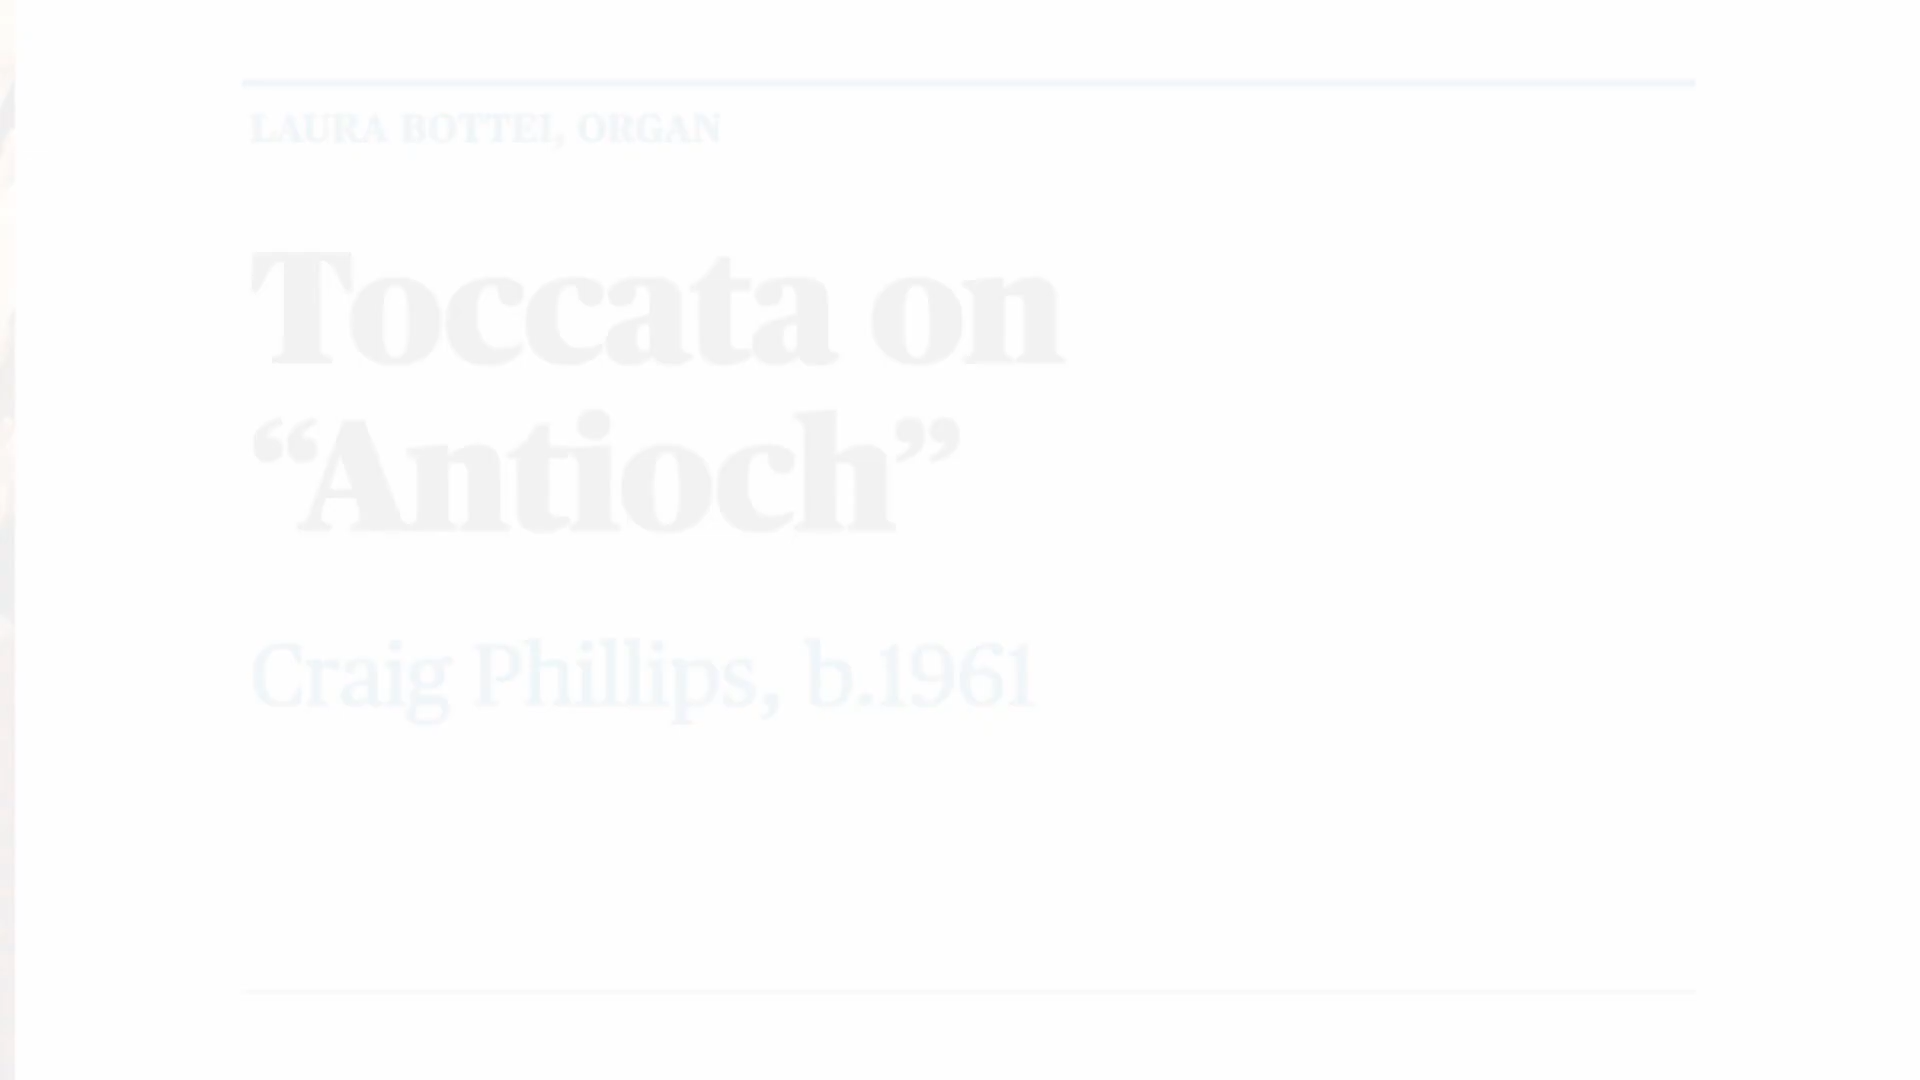 LAURA BOTTEI, ORGAN
Toccata on
“Antioch”
Craig Phillips, b.1961